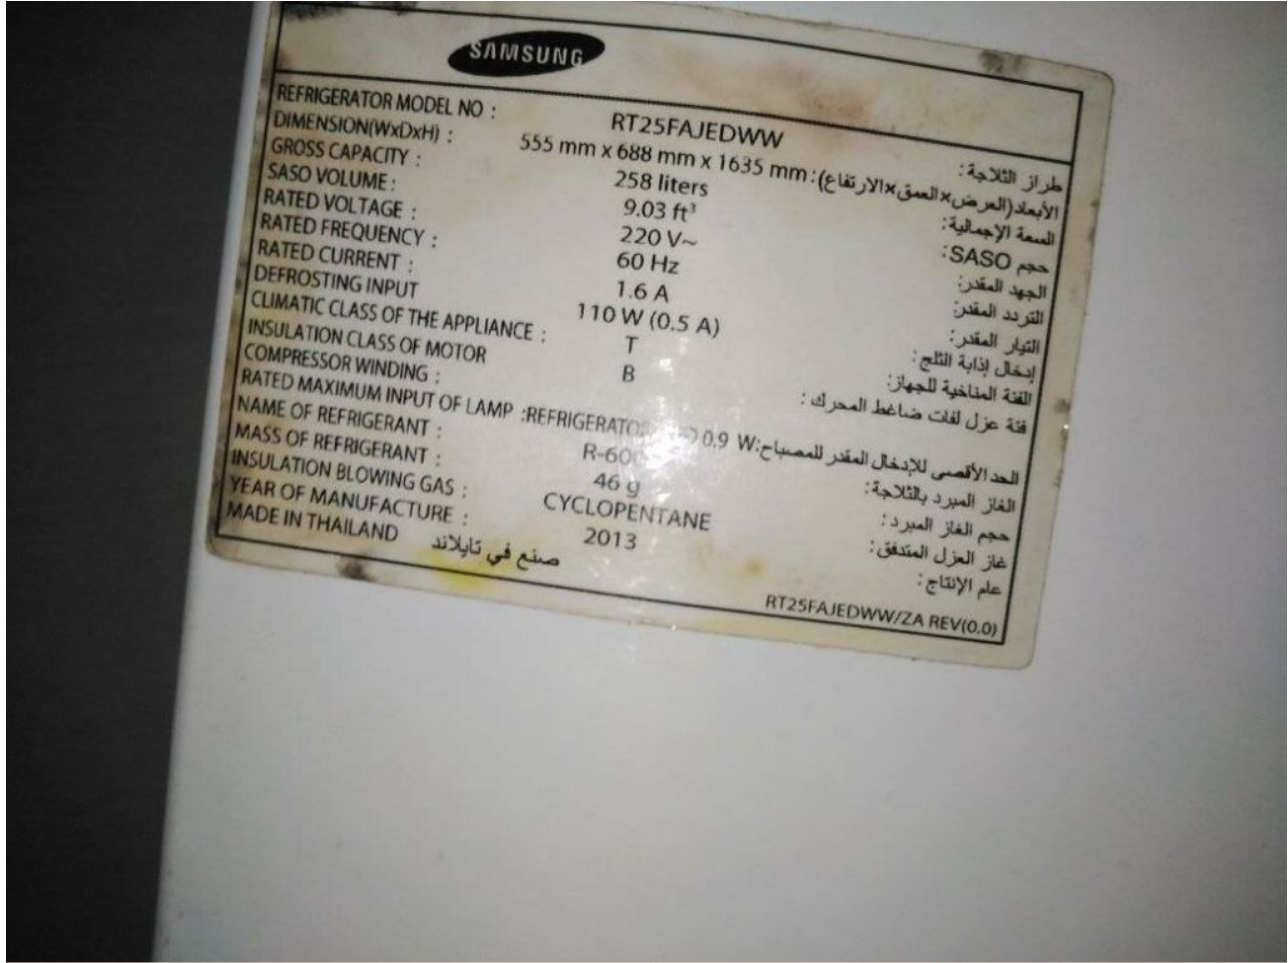 SAMSUNG
REFRIGERATOR MODEL NO : RT25FAJEDWW طراز الثلاجة:
DIMENSION(WxDxH) : 555 mm x 688 mm x 1635 mm :(الأبعاد(العرض×العمق×الارتفاع
GROSS CAPACITY : 258 liters السعة الإجمالية:
SASO VOLUME : 9.03 ft³ حجم SASO:
RATED VOLTAGE : 220 V~ الجهد المقدر:
RATED FREQUENCY : 60 Hz التردد المقدر:
RATED CURRENT : 1.6 A التيار المقدر:
DEFROSTING INPUT 110 W (0.5 A) إدخال إذابة الثلج:
CLIMATIC CLASS OF THE APPLIANCE : T الفئة المناخية للجهاز:
INSULATION CLASS OF MOTOR B فئة عزل لفات ضاغط المحرك :
COMPRESSOR WINDING :
RATED MAXIMUM INPUT OF LAMP :REFRIGERATOR 0.9 W الحد الأقصى للإدخال المقدر للمصباح:
NAME OF REFRIGERANT : الغاز المبرد بالثلاجة:
MASS OF REFRIGERANT : 46 g حجم الغاز المبرد :
INSULATION BLOWING GAS : CYCLOPENTANE غاز العزل المتدفق:
YEAR OF MANUFACTURE : 2013 عام الإنتاج:
MADE IN THAILAND صنع في تايلاند
RT25FAJEDWW/ZA REV(0.0)